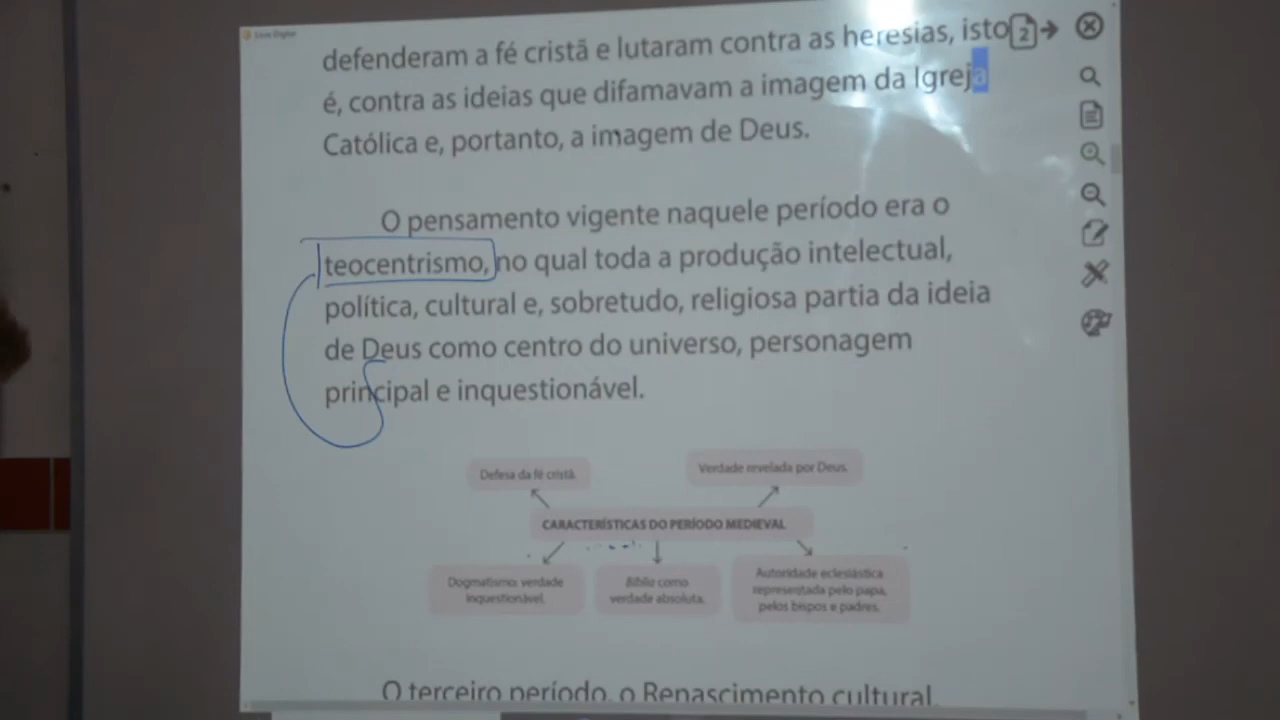 Livro Digital
defenderam a fé cristã e lutaram contra as heresias, isto
2
é, contra as ideias que difamavam a imagem da Igreja
Católica e, portanto, a imagem de Deus.
O pensamento vigente naquele período era o
teocentrismo, no qual toda a produção intelectual,
política, cultural e, sobretudo, religiosa partia da ideia
de Deus como centro do universo, personagem
principal e inquestionável.
Defesa da fé cristã.
Verdade revelada por Deus.
CARACTERÍSTICAS DO PERÍODO MEDIEVAL
Dogmatismo: verdade
inquestionável.
Bíblia como
verdade absoluta.
Autoridade eclesiástica
representada pelo papa,
pelos bispos e padres.
O terceiro período, o Renascimento cultural,